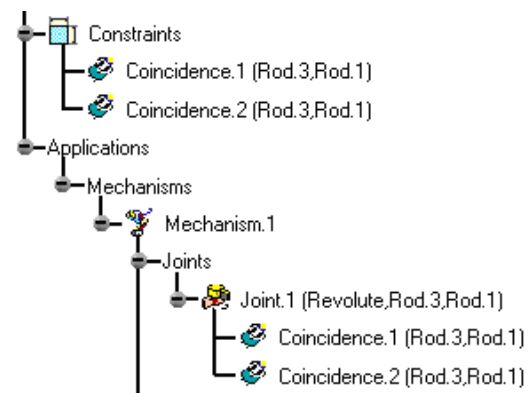 Constraints
Coincidence.1 (Rod.3,Rod.1)
Coincidence.2 (Rod.3,Rod.1)
Applications
Mechanisms
Mechanism.1
Joints
Joint.1 (Revolute,Rod.3,Rod.1)
Coincidence.1 (Rod.3,Rod.1)
Coincidence.2 (Rod.3,Rod.1)